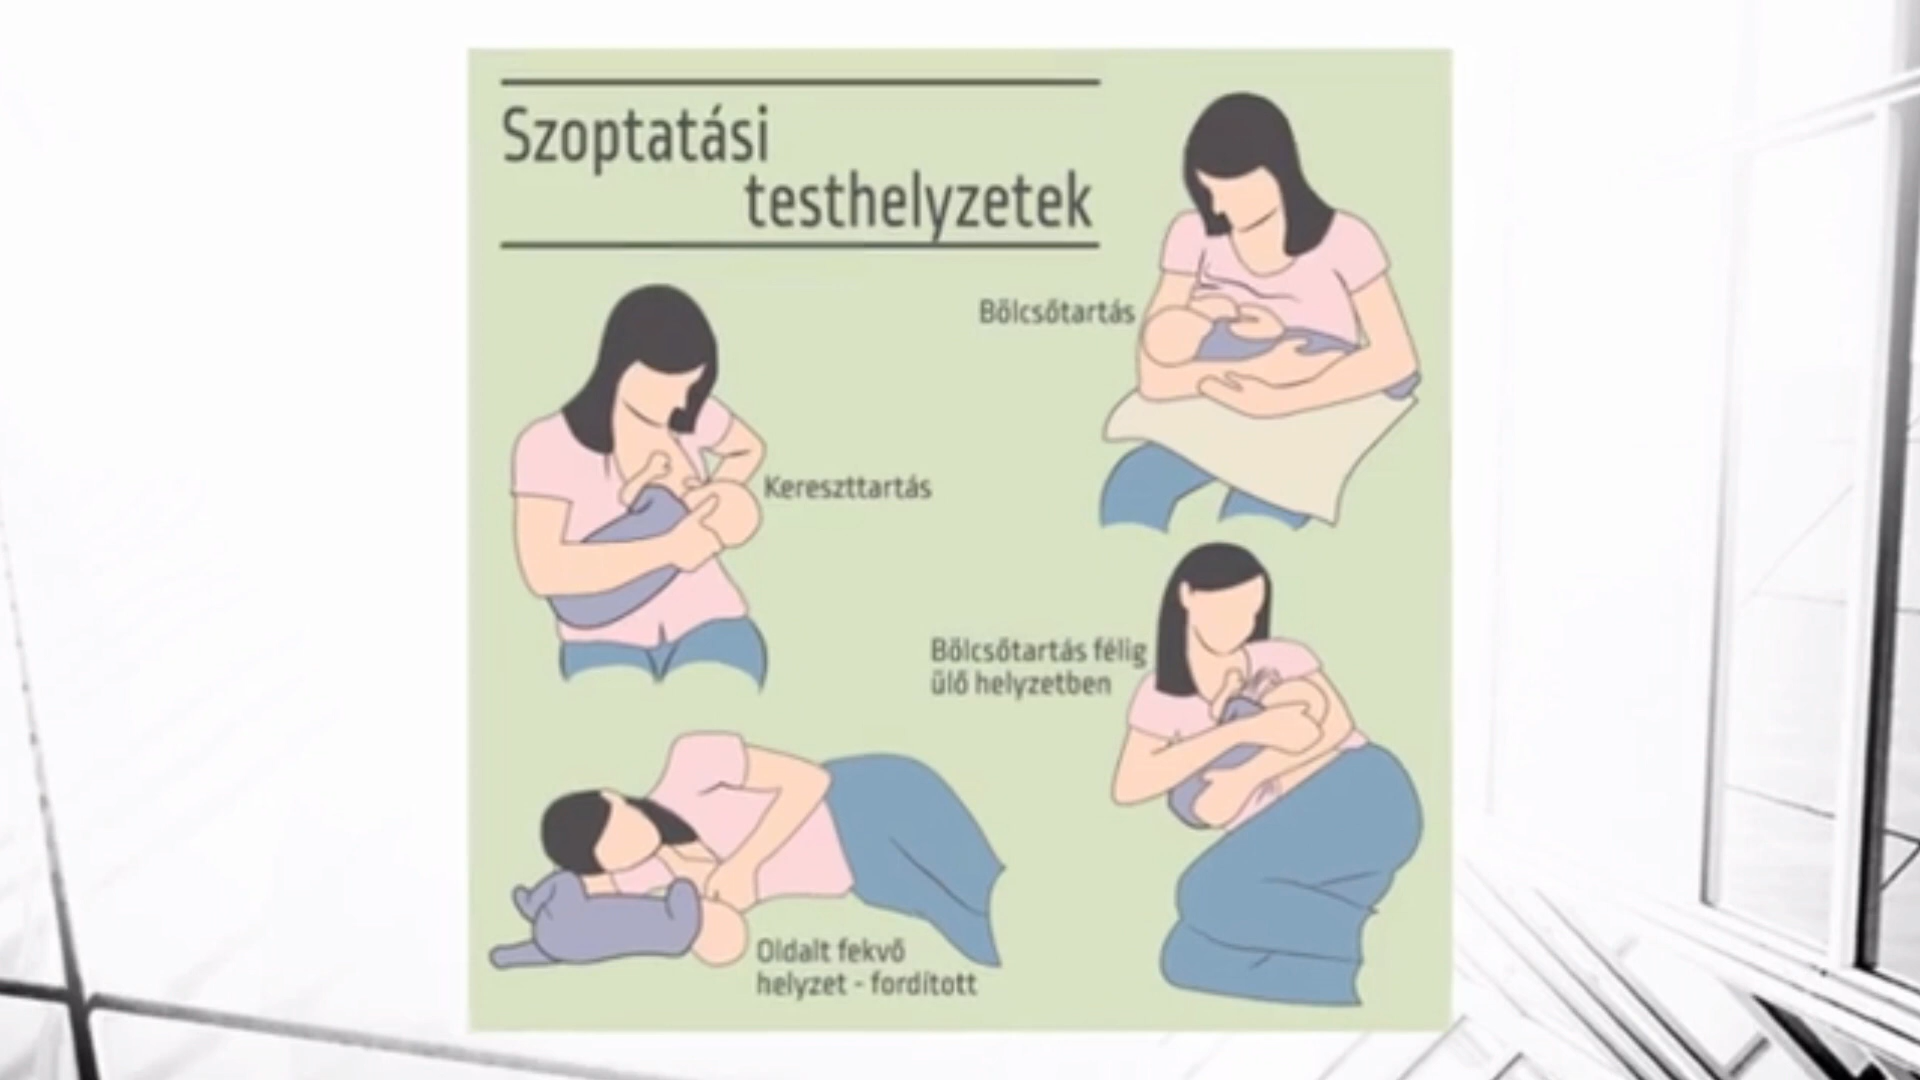 Szoptatási
testhelyzetek
Bölcsőtartás
Kereszttartás
Bölcsőtartás félig
ülő helyzetben
Oldalt fekvő
helyzet - fordított